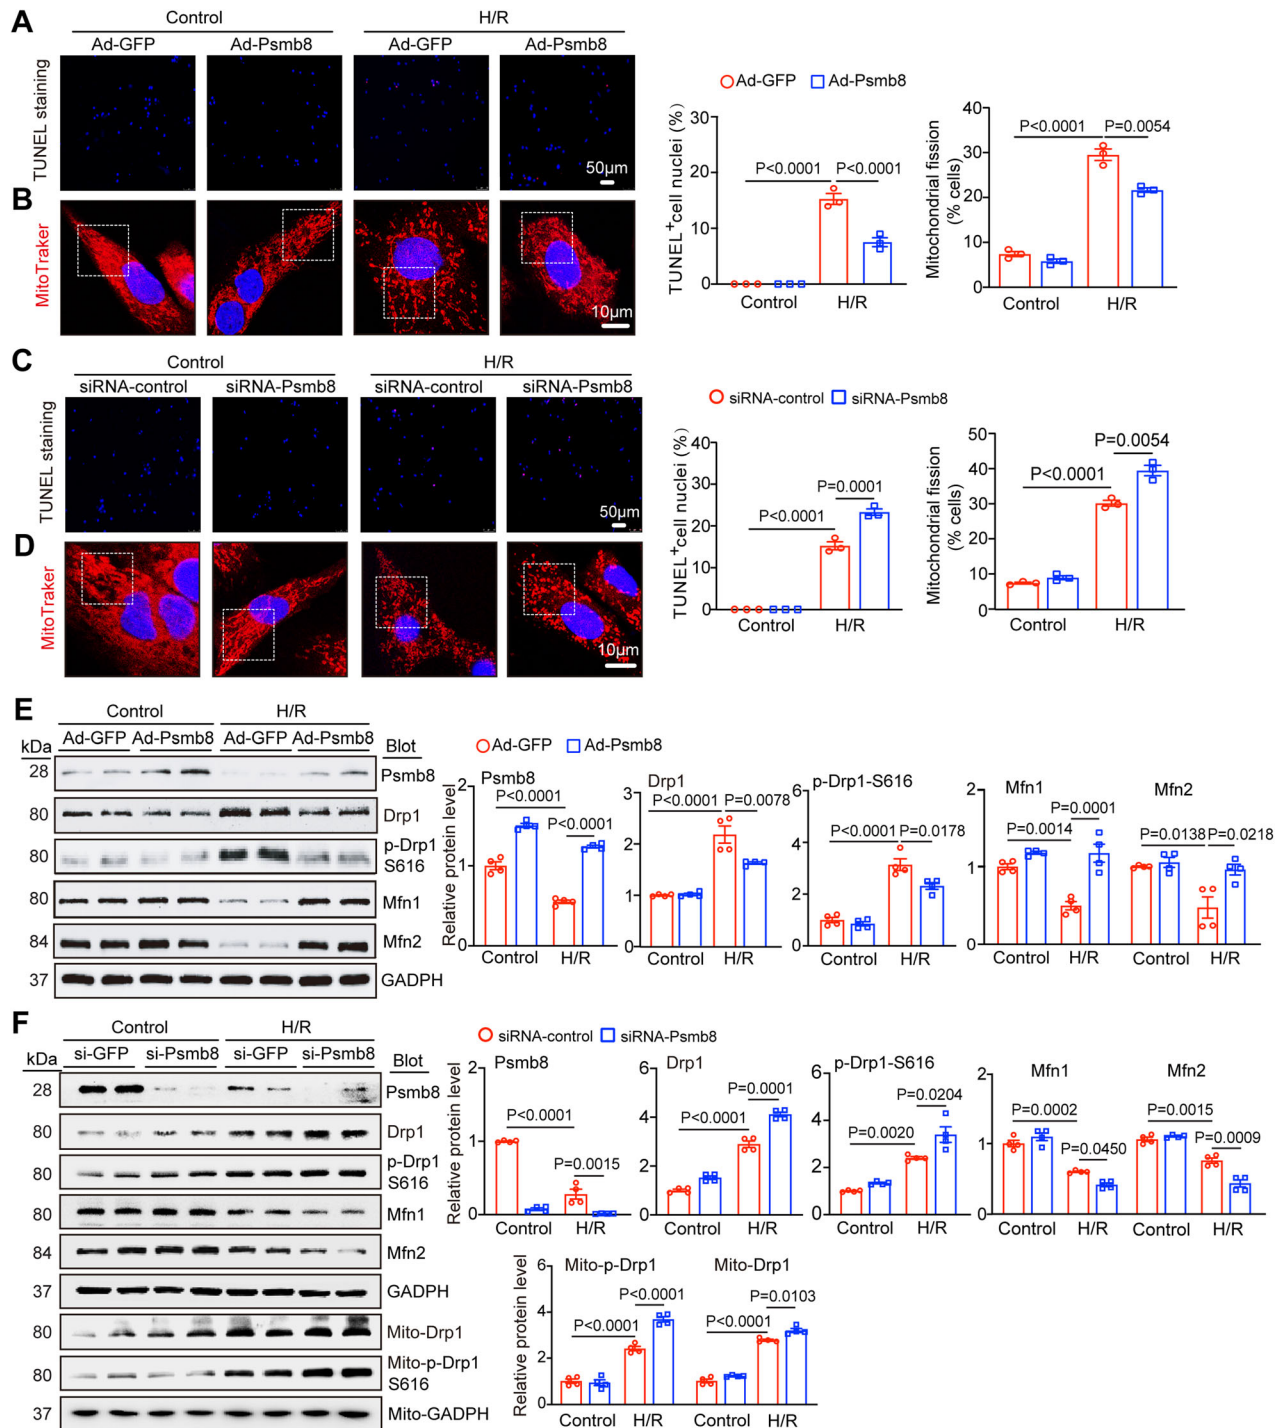 A
Control
H/R
Ad-GFP
Ad-Psmb8
Ad-GFP
Ad-Psmb8
TUNEL staining
50μm
B
MitoTraker
10μm
Ad-GFP
Ad-Psmb8
TUNEL+cell nuclei (%)
30
20
10
0
P<0.0001
P<0.0001
Control
H/R
Mitochondrial fission
(% cells)
40
30
20
10
0
P<0.0001
P=0.0054
Control
H/R
C
Control
H/R
siRNA-control
siRNA-Psmb8
siRNA-control
siRNA-Psmb8
TUNEL staining
50μm
D
MitoTraker
10μm
siRNA-control
siRNA-Psmb8
TUNEL+cell nuclei (%)
40
30
20
10
0
P<0.0001
P=0.0001
Control
H/R
Mitochondrial fission
(% cells)
50
40
30
20
10
0
P<0.0001
P=0.0054
Control
H/R
E
Control
H/R
kDa
Ad-GFP
Ad-Psmb8
Ad-GFP
Ad-Psmb8
Blot
28
Psmb8
80
Drp1
80
p-Drp1
S616
80
Mfn1
84
Mfn2
37
GADPH
Ad-GFP
Ad-Psmb8
Relative protein level
Psmb8
2
1
0
P<0.0001
P<0.0001
Control
H/R
Drp1
3
2
1
0
P<0.0001
P=0.0078
Control
H/R
p-Drp1-S616
6
4
2
0
P<0.0001
P=0.0178
Control
H/R
Mfn1
2
1
0
P=0.0014
P=0.0001
Control
H/R
Mfn2
P=0.0138
P=0.0218
Control
H/R
F
Control
H/R
kDa
si-GFP
si-Psmb8
si-GFP
si-Psmb8
Blot
28
Psmb8
80
Drp1
80
p-Drp1
S616
80
Mfn1
84
Mfn2
37
GADPH
80
Mito-Drp1
80
Mito-p-Drp1
S616
37
Mito-GADPH
siRNA-control
siRNA-Psmb8
Relative protein level
Psmb8
2
1
0
P<0.0001
P=0.0015
Control
H/R
Drp1
6
4
2
0
P<0.0001
P=0.0001
Control
H/R
p-Drp1-S616
6
4
2
0
P=0.0020
P=0.0204
Control
H/R
Mfn1
2
1
0
P=0.0002
P=0.0450
Control
H/R
Mfn2
P=0.0015
P=0.0009
Control
H/R
Relative protein level
Mito-p-Drp1
6
4
2
0
P<0.0001
P<0.0001
Control
H/R
Mito-Drp1
P<0.0001
P=0.0103
Control
H/R